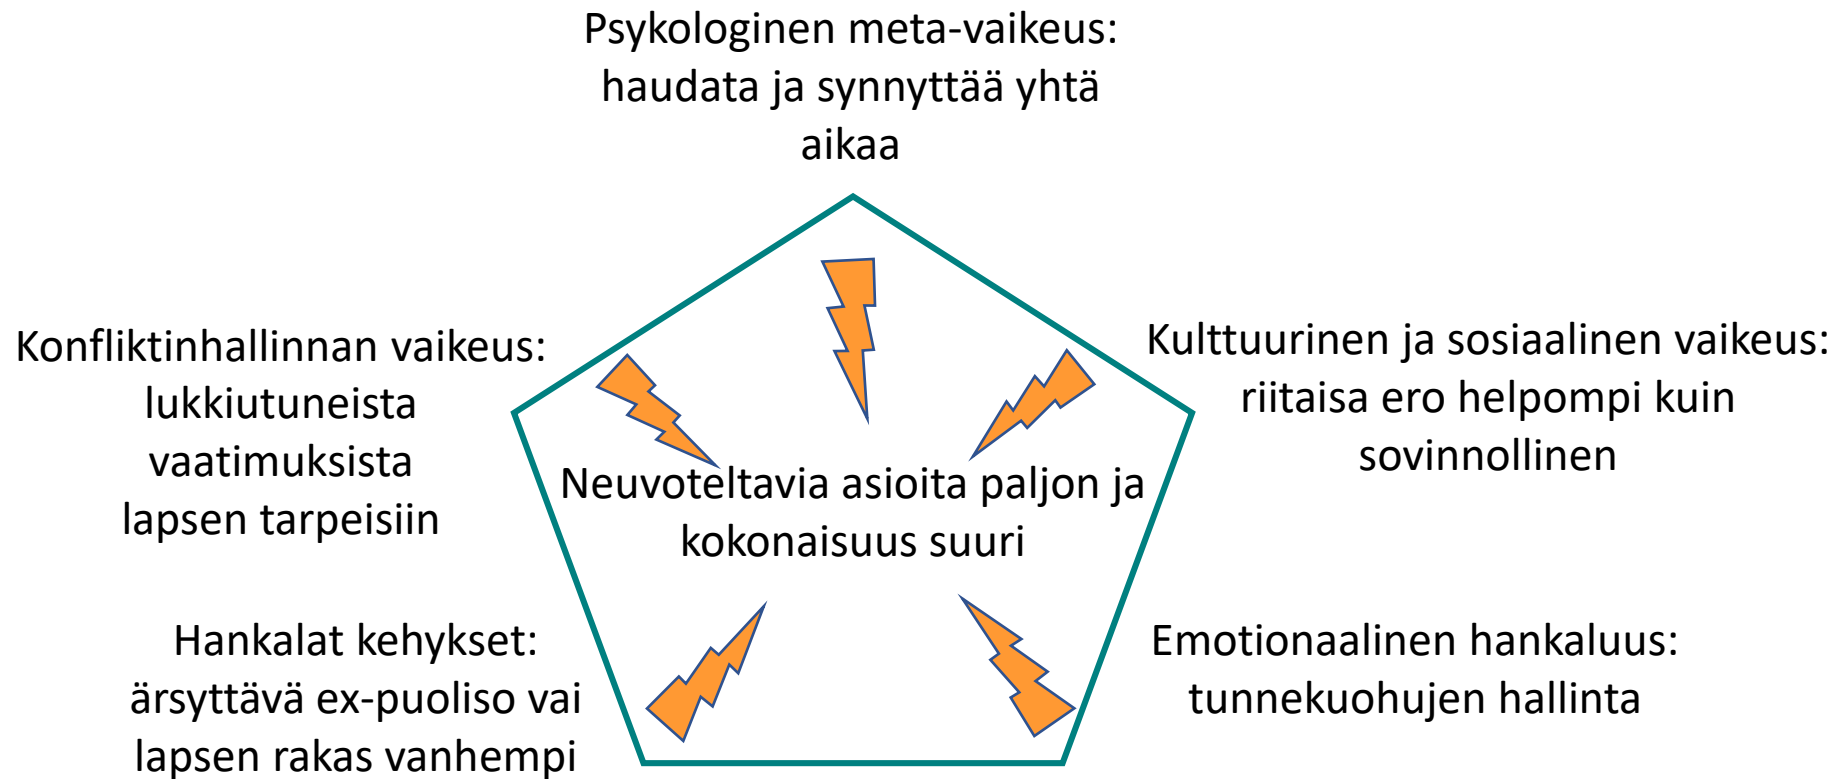 Psykologinen meta-vaikeus:
haudata ja synnyttää yhtä
aikaa
Konfliktinhallinnan vaikeus:
lukkiutuneista
vaatimuksista
lapsen tarpeisiin
Kulttuurinen ja sosiaalinen vaikeus:
riitaisa ero helpompi kuin
sovinnollinen
Neuvoteltavia asioita paljon ja
kokonaisuus suuri
Hankalat kehykset:
ärsyttävä ex-puoliso vai
lapsen rakas vanhempi
Emotionaalinen hankaluus:
tunnekuohujen hallinta